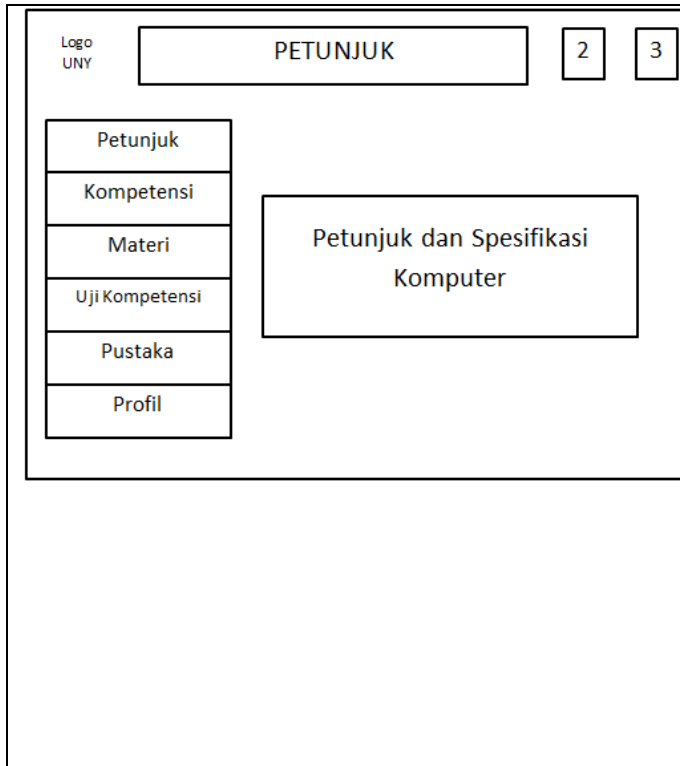 Logo
UNY
PETUNJUK
2
3
Petunjuk
Kompetensi
Materi
Uji Kompetensi
Pustaka
Profil
Petunjuk dan Spesifikasi
Komputer